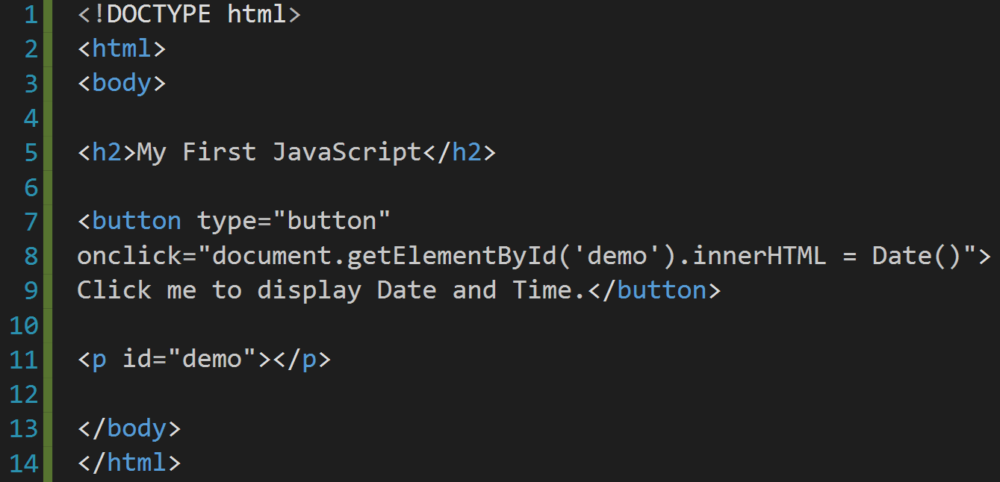 1 <!DOCTYPE html>
2 <html>
3 <body>
4
5 <h2>My First JavaScript</h2>
6
7 <button type="button"
8 onclick="document.getElementById('demo').innerHTML = Date()">
9 Click me to display Date and Time.</button>
10
11 <p id="demo"></p>
12
13 </body>
14 </html>